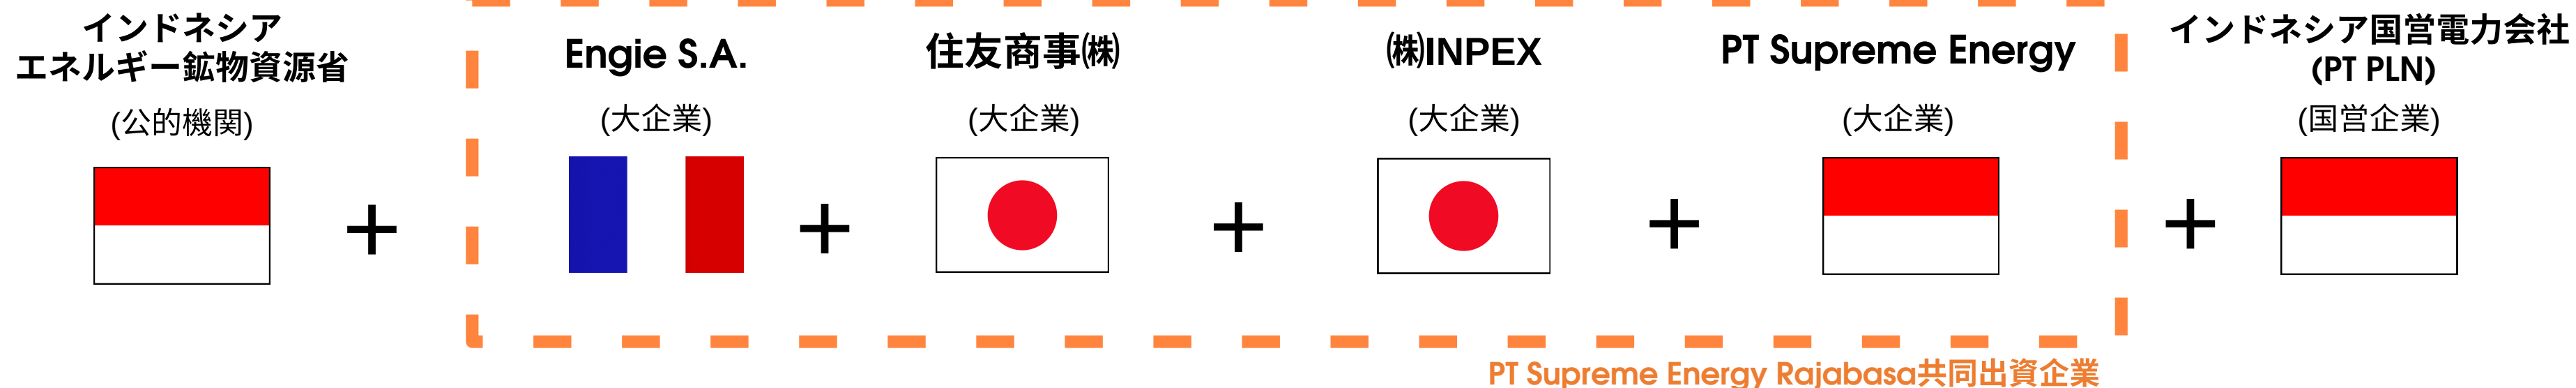 インドネシア
エネルギー鉱物資源省
(公的機関)
+
Engie S.A.
(大企業)
+
住友商事㈱
(大企業)
+
㈱INPEX
(大企業)
+
PT Supreme Energy
(大企業)
+
インドネシア国営電力会社
(PT PLN)
(国営企業)
PT Supreme Energy Rajabasa共同出資企業